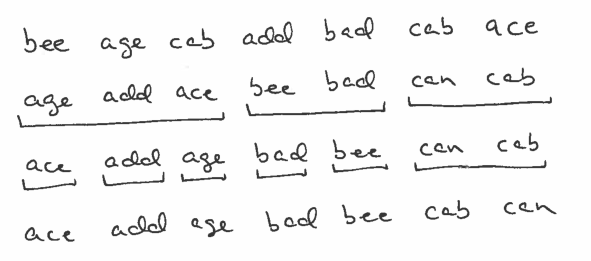 bee age cab add bad cab ace
age add ace bee bad can cab
ace add age bad bee can cab
ace add age bad bee cab can